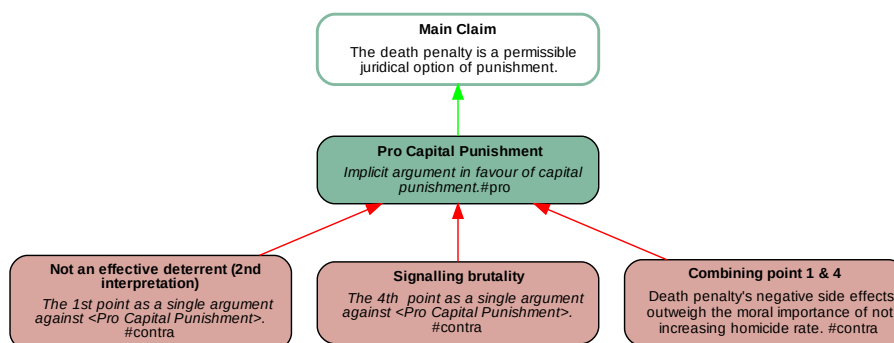 Main Claim
The death penalty is a permissible
juridical option of punishment.
Pro Capital Punishment
Implicit argument in favour of capital
punishment.#pro
Not an effective deterrent (2nd
interpretation)
The 1st point as a single argument
against <Pro Capital Punishment>.
#contra
Signalling brutality
The 4th  point as a single argument
against <Pro Capital Punishment>.
#contra
Combining point 1 & 4
Death penalty's negative side effects
outweigh the moral importance of not
increasing homicide rate. #contra